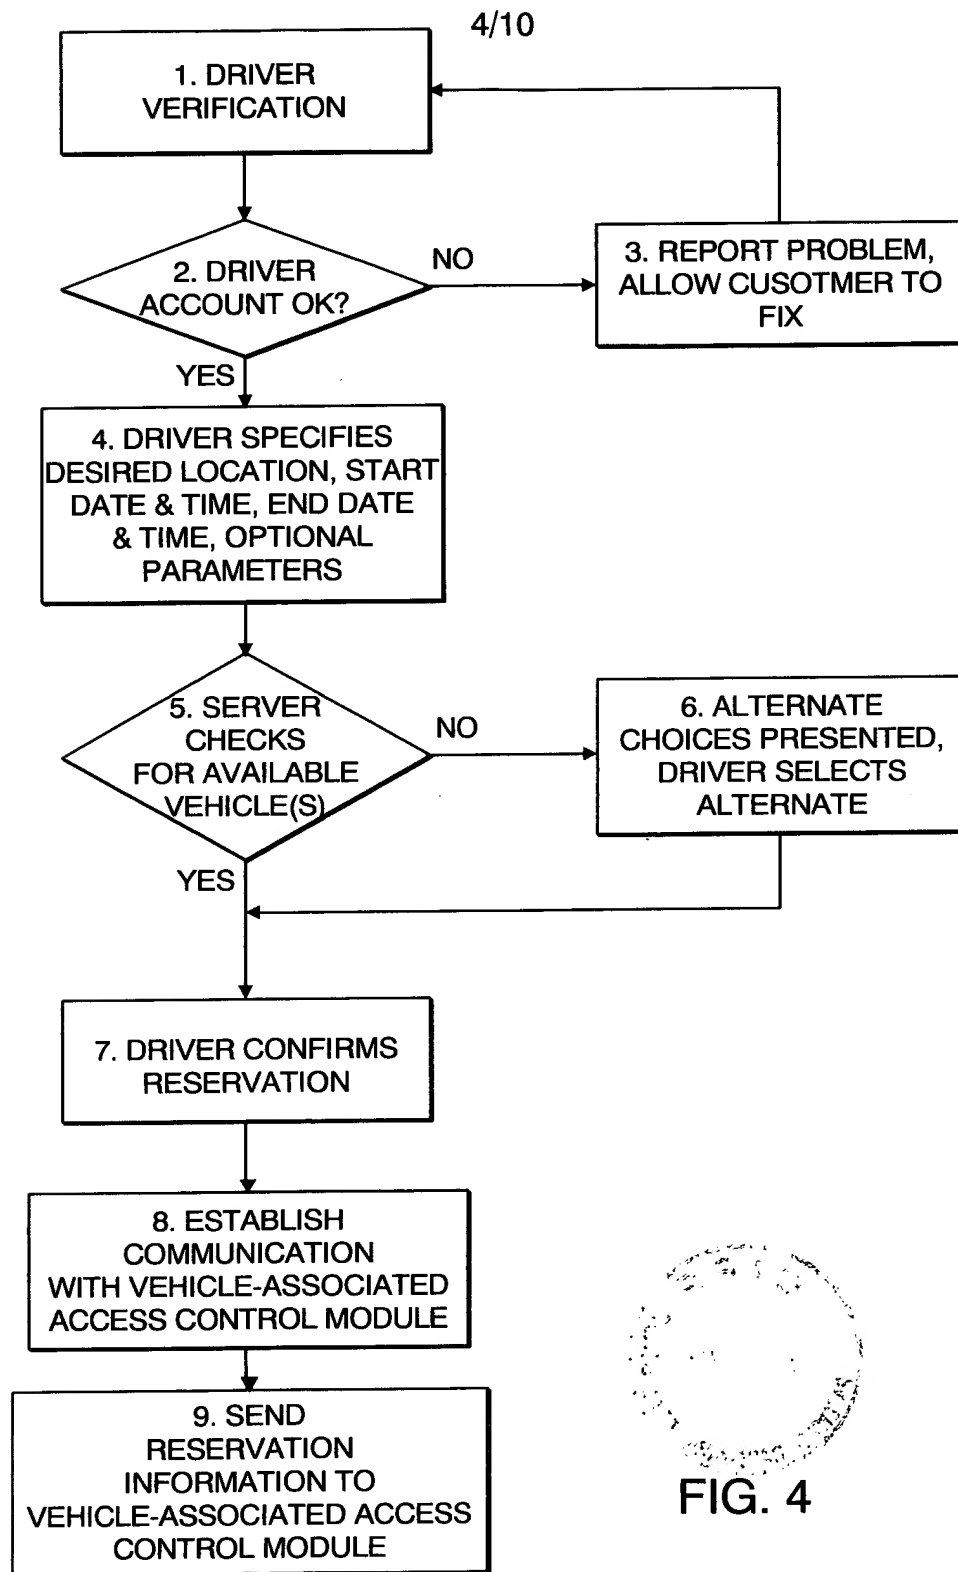 4/10
1. DRIVER
VERIFICATION
2. DRIVER
ACCOUNT OK?
NO
3. REPORT PROBLEM,
ALLOW CUSOTMER TO
FIX
YES
4. DRIVER SPECIFIES
DESIRED LOCATION, START
DATE & TIME, END DATE
& TIME, OPTIONAL
PARAMETERS
5. SERVER
CHECKS
FOR AVAILABLE
VEHICLE(S)
NO
6. ALTERNATE
CHOICES PRESENTED,
DRIVER SELECTS
ALTERNATE
YES
7. DRIVER CONFIRMS
RESERVATION
8. ESTABLISH
COMMUNICATION
WITH VEHICLE-ASSOCIATED
ACCESS CONTROL MODULE
9. SEND
RESERVATION
INFORMATION TO
VEHICLE-ASSOCIATED ACCESS
CONTROL MODULE
FIG. 4